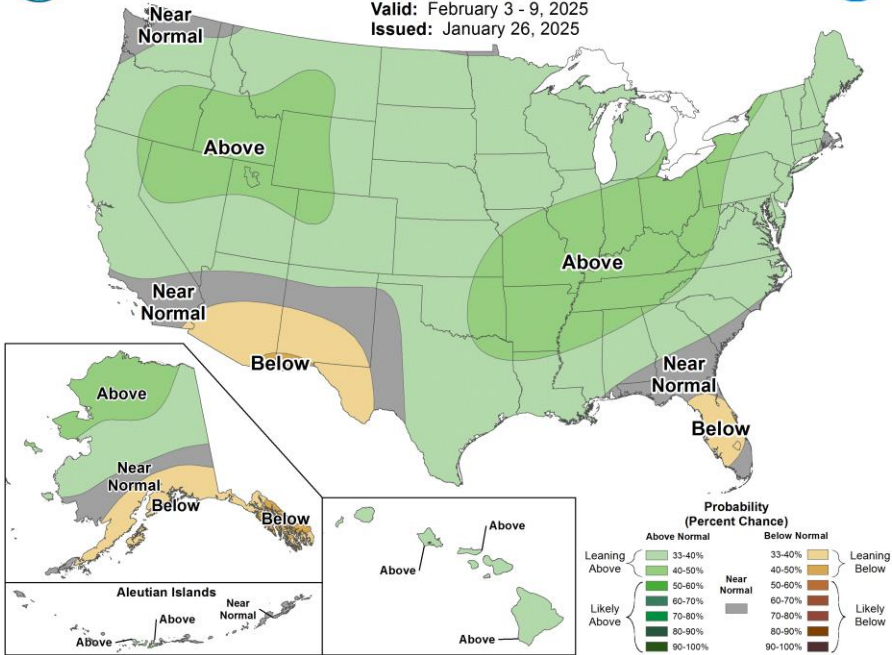 Valid: February 3 - 9, 2025
Issued: January 26, 2025
Near
Normal
Above
Above
Near
Normal
Below
Near
Normal
Below
Above
Near
Normal
Below
Below
Aleutian Islands
Above
Above
Near
Normal
Above
Above
Above
Probability
(Percent Chance)
Above Normal
Below Normal
Leaning
Above
33-40%
40-50%
50-60%
60-70%
70-80%
80-90%
90-100%
Likely
Above
Near
Normal
33-40%
40-50%
50-60%
60-70%
70-80%
80-90%
90-100%
Leaning
Below
Likely
Below